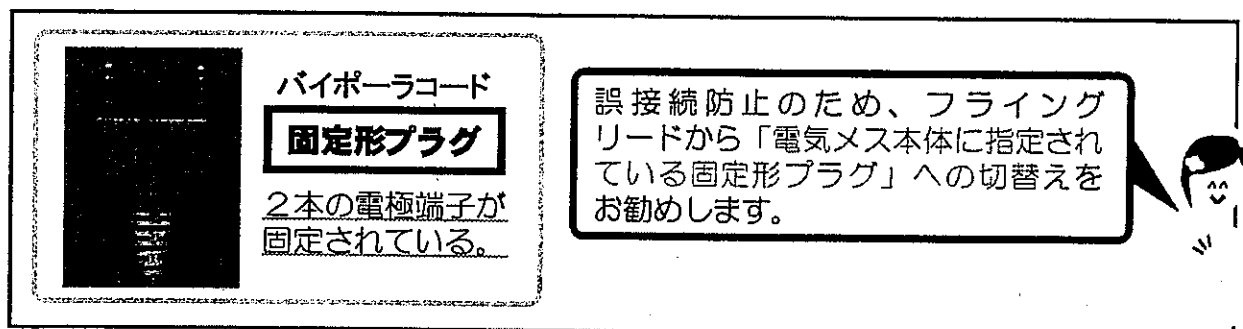 バイポーラコード
固定形プラグ
2本の電極端子が
固定されている。
誤接続防止のため、フライング
リードから「電気メス本体に指定され
ている固定形プラグ」への切替えを
お勧めします。